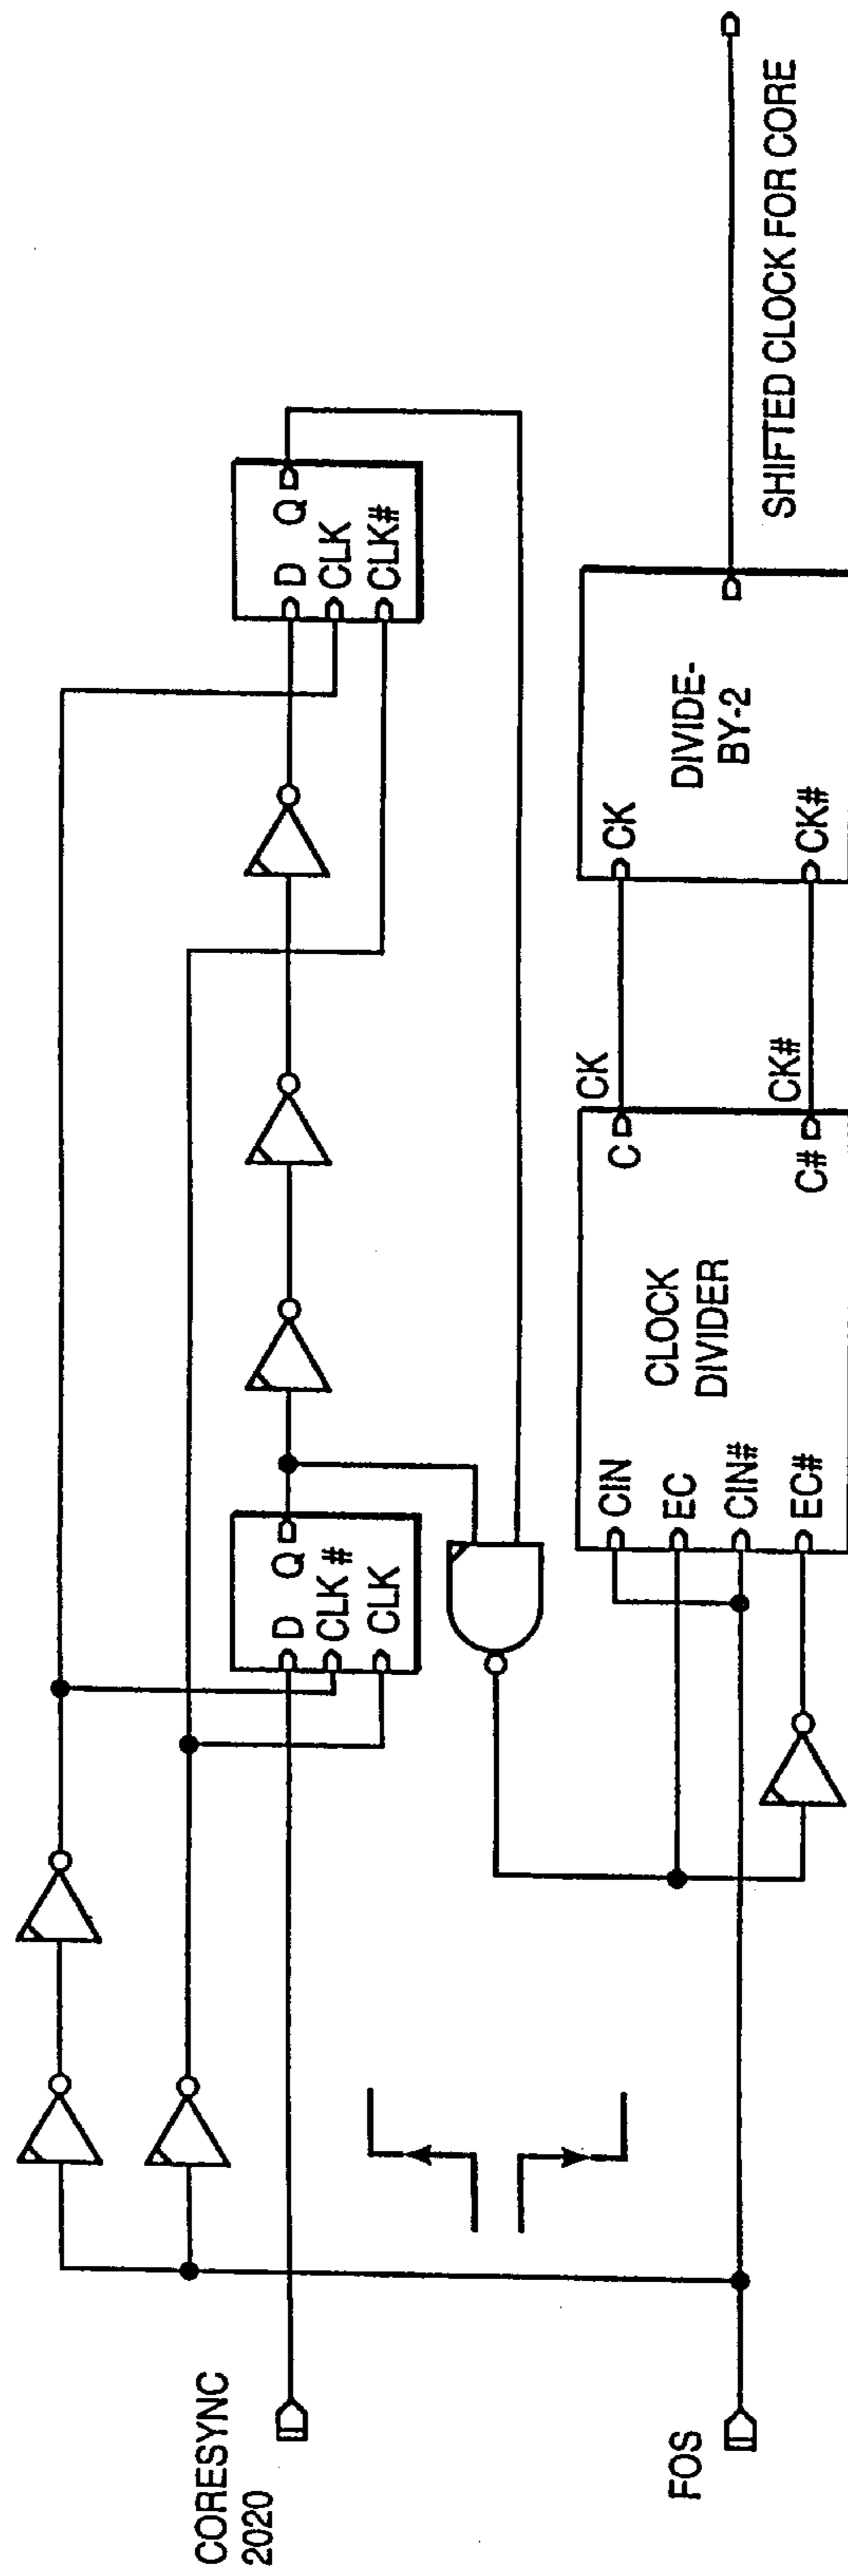 CORESYNC
2020
D Q
CLK #
CLK
D Q
CLK
CLK#
FOS
CIN
EC
CIN#
EC#
CLOCK
DIVIDER
C
C#
CK
CK#
CK
CK#
DIVIDE-
BY-2
SHIFTED CLOCK FOR CORE